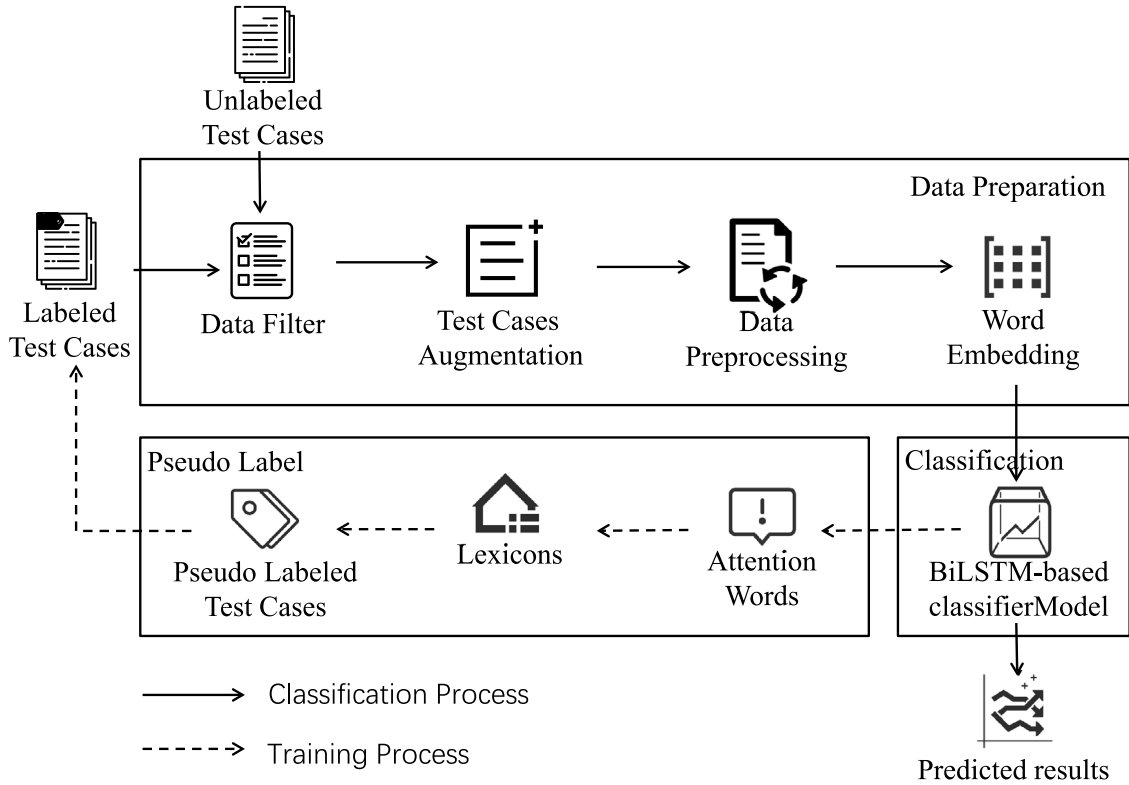 Unlabeled
Test Cases
Data Preparation
Labeled
Test Cases
Data Filter
Test Cases
Augmentation
Data
Preprocessing
Word
Embedding
Pseudo Label
Pseudo Labeled
Test Cases
Lexicons
Attention
Words
Classification
BiLSTM-based
classifierModel
Classification Process
Training Process
Predicted results